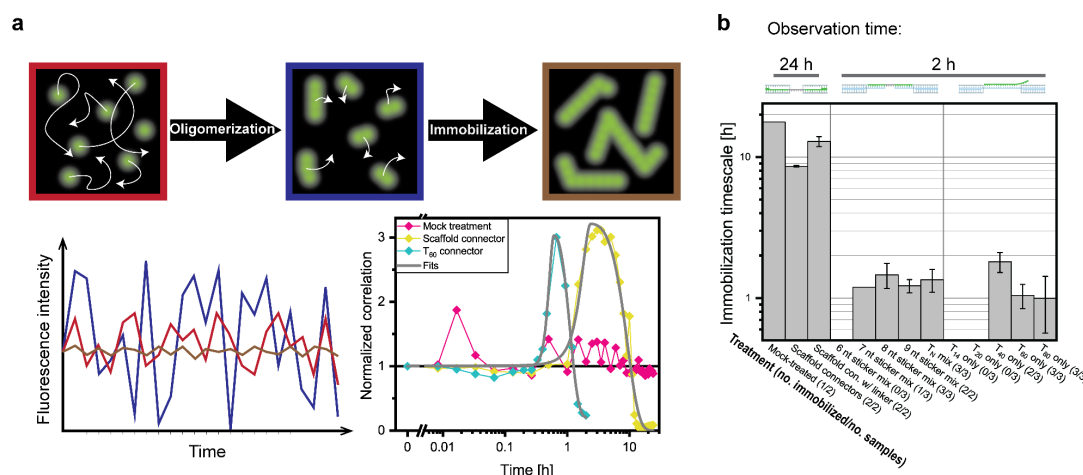 a
Oligomerization
Immobilization
Fluorescence intensity
Time
Normalized correlation
3
2
1
0
Mock treatment
Scaffold connector
T60 connector
Fits
0
0.01
0.1
1
10
Time [h]
b
Observation time:
24 h
2 h
Immobilization timescale [h]
10
1
Mock-treated (1/2)
Scaffold connectors (2/2)
Scaffold con. w/ linker (2/2)
6 nt sticker mix (0/3)
7 nt sticker mix (1/3)
8 nt sticker mix (3/3)
9 nt sticker mix (2/2)
TN mix (3/3)
T14 only (0/3)
T20 only (0/3)
T40 only (2/3)
T60 only (3/3)
T80 only (3/3)
Treatment (no. immobilized/no. samples)